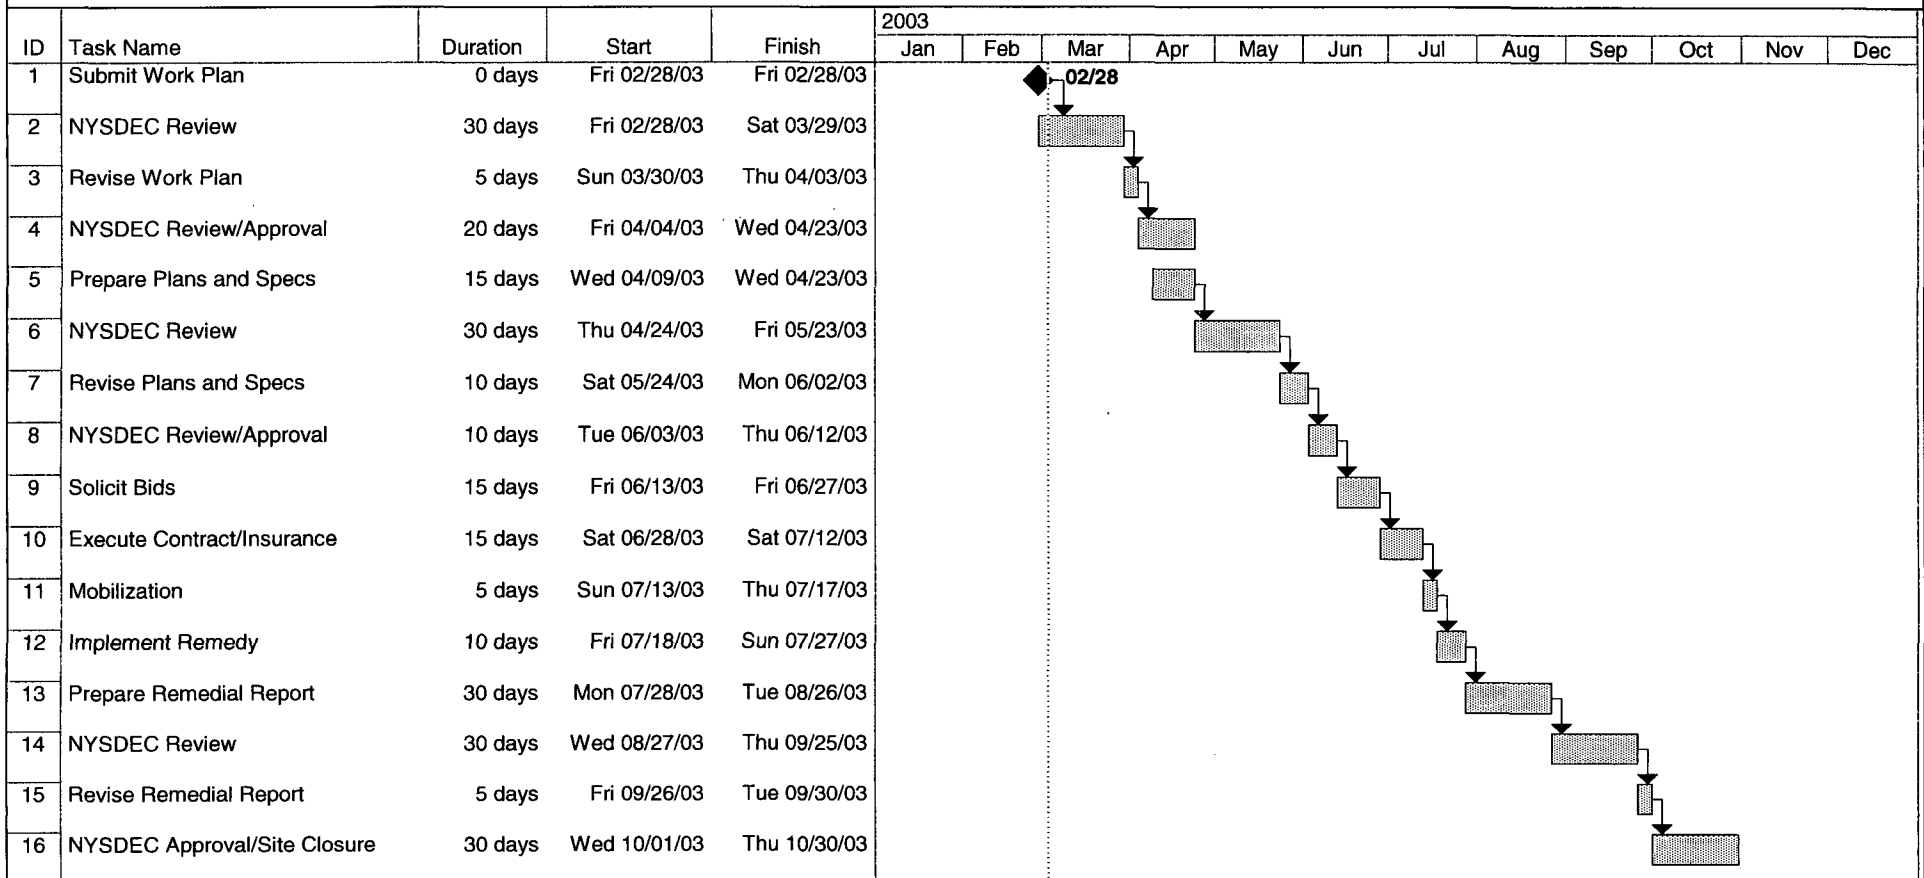 2003
ID Task Name Duration Start Finish Jan Feb Mar Apr May Jun Jul Aug Sep Oct Nov Dec
1 Submit Work Plan 0 days Fri 02/28/03 Fri 02/28/03 02/28
2 NYSDEC Review 30 days Fri 02/28/03 Sat 03/29/03
3 Revise Work Plan 5 days Sun 03/30/03 Thu 04/03/03
4 NYSDEC Review/Approval 20 days Fri 04/04/03 Wed 04/23/03
5 Prepare Plans and Specs 15 days Wed 04/09/03 Wed 04/23/03
6 NYSDEC Review 30 days Thu 04/24/03 Fri 05/23/03
7 Revise Plans and Specs 10 days Sat 05/24/03 Mon 06/02/03
8 NYSDEC Review/Approval 10 days Tue 06/03/03 Thu 06/12/03
9 Solicit Bids 15 days Fri 06/13/03 Fri 06/27/03
10 Execute Contract/Insurance 15 days Sat 06/28/03 Sat 07/12/03
11 Mobilization 5 days Sun 07/13/03 Thu 07/17/03
12 Implement Remedy 10 days Fri 07/18/03 Sun 07/27/03
13 Prepare Remedial Report 30 days Mon 07/28/03 Tue 08/26/03
14 NYSDEC Review 30 days Wed 08/27/03 Thu 09/25/03
15 Revise Remedial Report 5 days Fri 09/26/03 Tue 09/30/03
16 NYSDEC Approval/Site Closure 30 days Wed 10/01/03 Thu 10/30/03